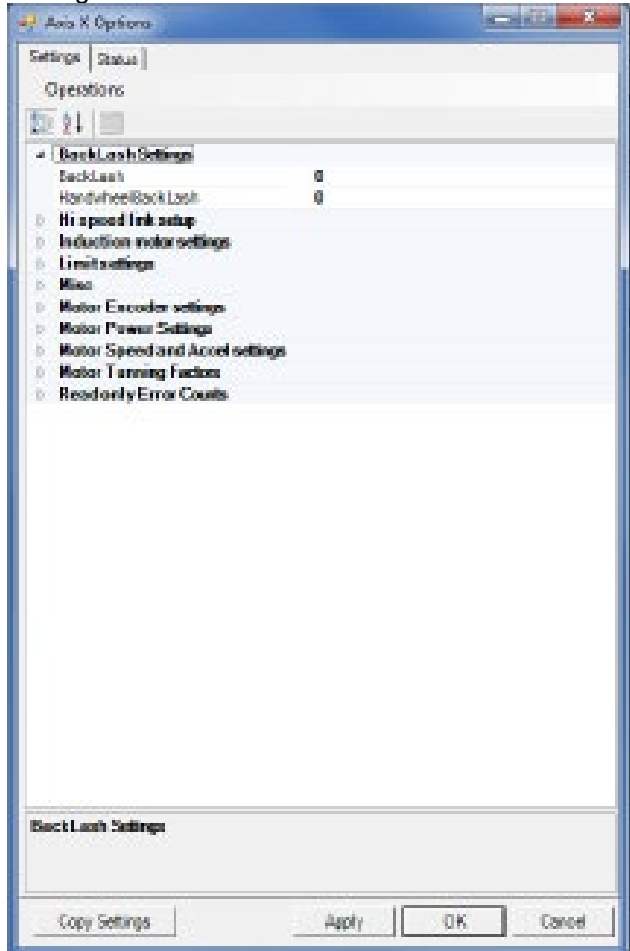 Axis X Options
Settings Status
Operations
BackLash Settings
BackLash 0
HandwheelBackLash 0
Hi speed link setup
Induction motor settings
Limit settings
Misc
Motor Encoder settings
Motor Power Settings
Motor Speed and Accel settings
Motor Tunning Factors
Readonly Error Counts
BackLash Settings
Copy Settings Apply OK Cancel